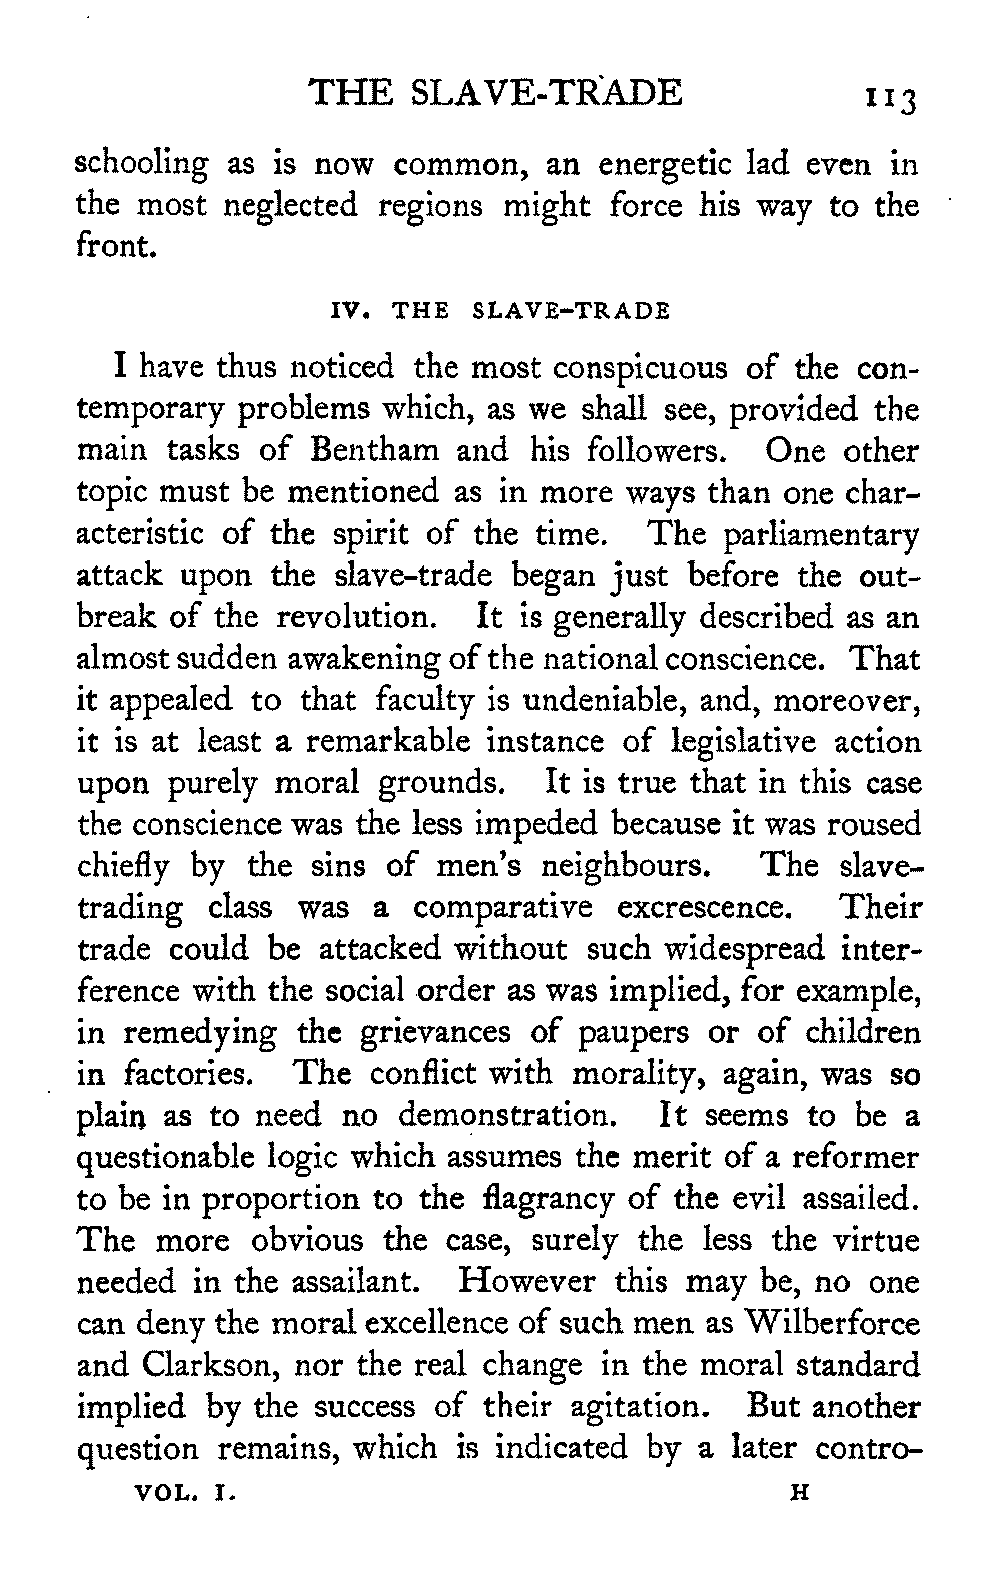 THE SLAVE-TRADE 113
schooling as is now common, an energetic lad even in
the most neglected regions might force his way to the
front.
IV. THE SLAVE-TRADE
I have thus noticed the most conspicuous of the con-
temporary problems which, as we shall see, provided the
main tasks of Bentham and his followers. One other
topic must be mentioned as in more ways than one char-
acteristic of the spirit of the time. The parliamentary
attack upon the slave-trade began just before the out-
break of the revolution. It is generally described as an
almost sudden awakening of the national conscience. That
it appealed to that faculty is undeniable, and, moreover,
it is at least a remarkable instance of legislative action
upon purely moral grounds. It is true that in this case
the conscience was the less impeded because it was roused
chiefly by the sins of men's neighbours. The slave-
trading class was a comparative excrescence. Their
trade could be attacked without such widespread inter-
ference with the social order as was implied, for example,
in remedying the grievances of paupers or of children
in factories. The conflict with morality, again, was so
plain as to need no demonstration. It seems to be a
questionable logic which assumes the merit of a reformer
to be in proportion to the flagrancy of the evil assailed.
The more obvious the case, surely the less the virtue
needed in the assailant. However this may be, no one
can deny the moral excellence of such men as Wilberforce
and Clarkson, nor the real change in the moral standard
implied by the success of their agitation. But another
question remains, which is indicated by a later contro-
VOL. I. H